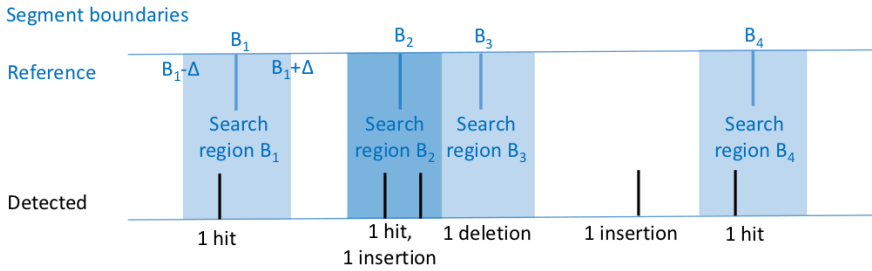 Segment boundaries
B₁ B₂ B₃ B₄
Reference
B₁-Δ B₁+Δ
Search region B₁
Search region B₂
Search region B₃
Search region B₄
Detected
1 hit
1 hit,
1 insertion
1 deletion
1 insertion
1 hit